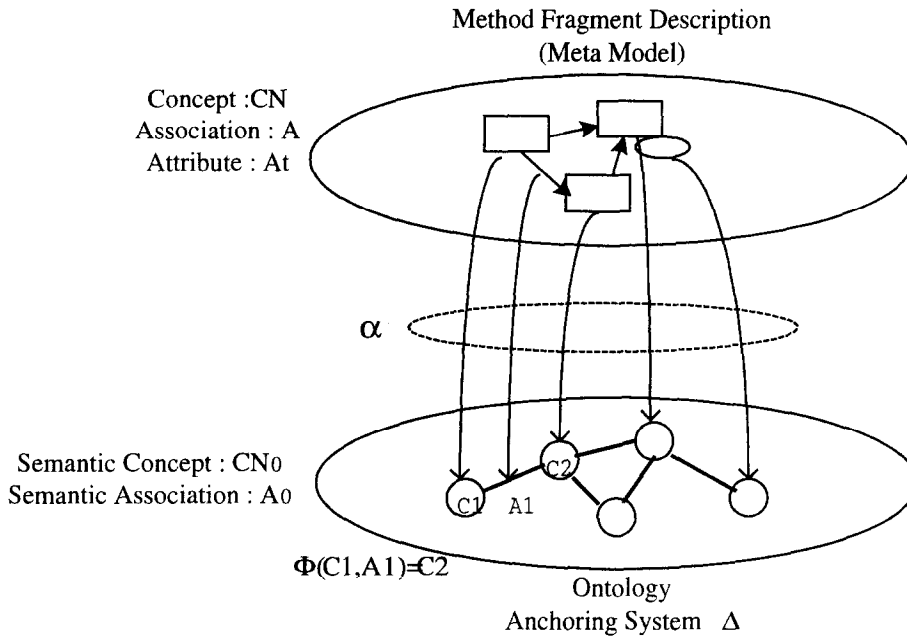 Method Fragment Description
(Meta Model)
Concept :CN
Association : A
Attribute : At
α
Semantic Concept : CN0
Semantic Association : A0
C1
A1
C2
Φ(C1,A1)=C2
Ontology
Anchoring System Δ